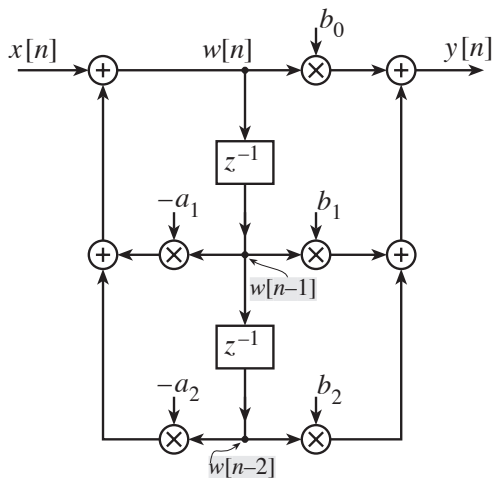 b₀
x[n] w[n] y[n]
z⁻¹
–a₁ b₁
w[n–1]
z⁻¹
–a₂ b₂
w[n–2]